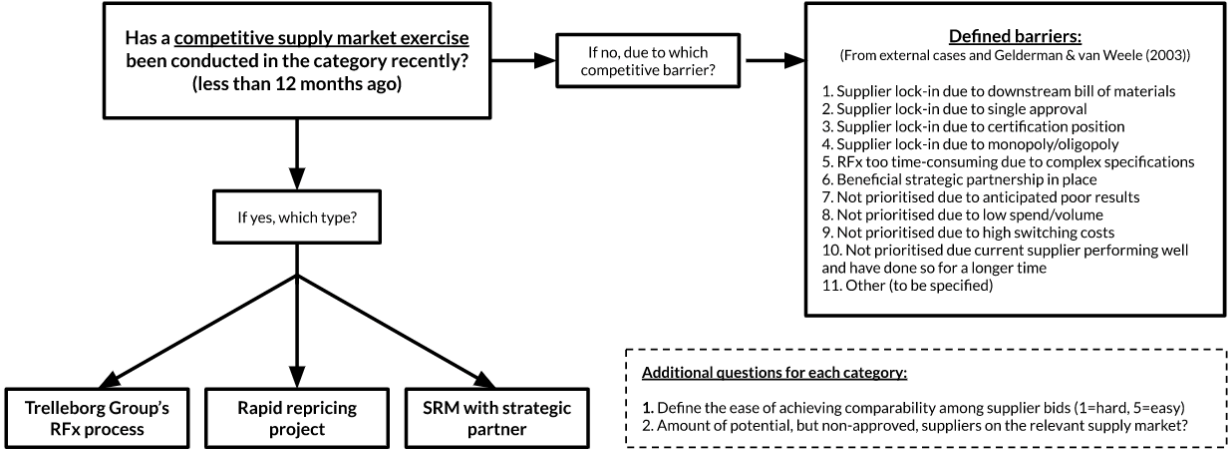 Has a competitive supply market exercise
been conducted in the category recently?
(less than 12 months ago)
If no, due to which
competitive barrier?
Defined barriers:
(From external cases and Gelderman & van Weele (2003))
1. Supplier lock-in due to downstream bill of materials
2. Supplier lock-in due to single approval
3. Supplier lock-in due to certification position
4. Supplier lock-in due to monopoly/oligopoly
5. RFx too time-consuming due to complex specifications
6. Beneficial strategic partnership in place
7. Not prioritised due to anticipated poor results
8. Not prioritised due to low spend/volume
9. Not prioritised due to high switching costs
10. Not prioritised due current supplier performing well
and have done so for a longer time
11. Other (to be specified)
If yes, which type?
Trelleborg Group's
RFx process
Rapid repricing
project
SRM with strategic
partner
Additional questions for each category:
1. Define the ease of achieving comparability among supplier bids (1=hard, 5=easy)
2. Amount of potential, but non-approved, suppliers on the relevant supply market?